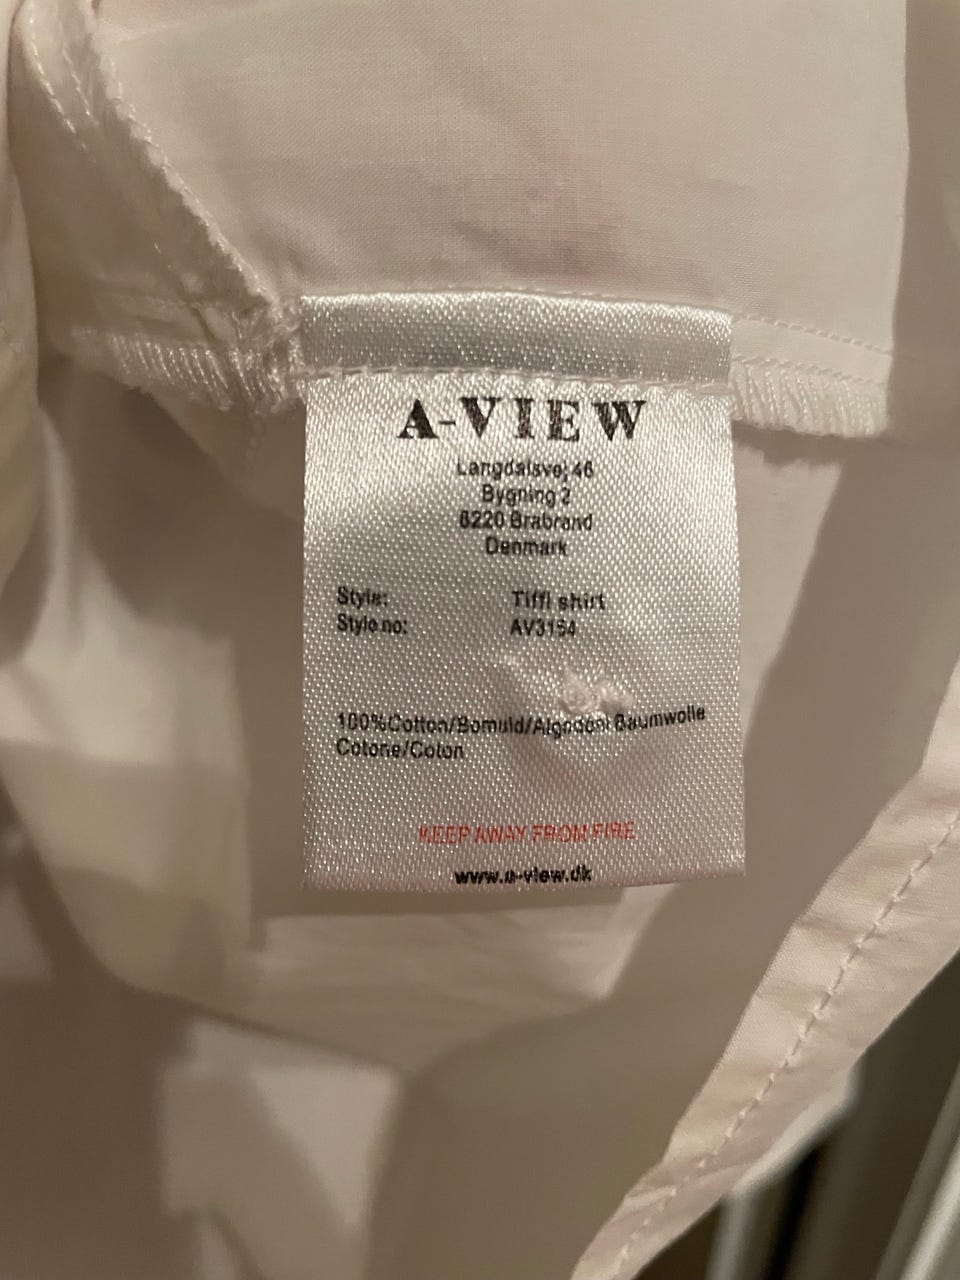 A-VIEW
Langdalsvej 46
Bygning 2
8220 Brabrand
Denmark
Style: Tiffi shirt
Style no: AV3154
100%Cotton/Bomuld/Algodon/Baumwolle
Cotone/Coton
KEEP AWAY FROM FIRE
www.a-view.dk